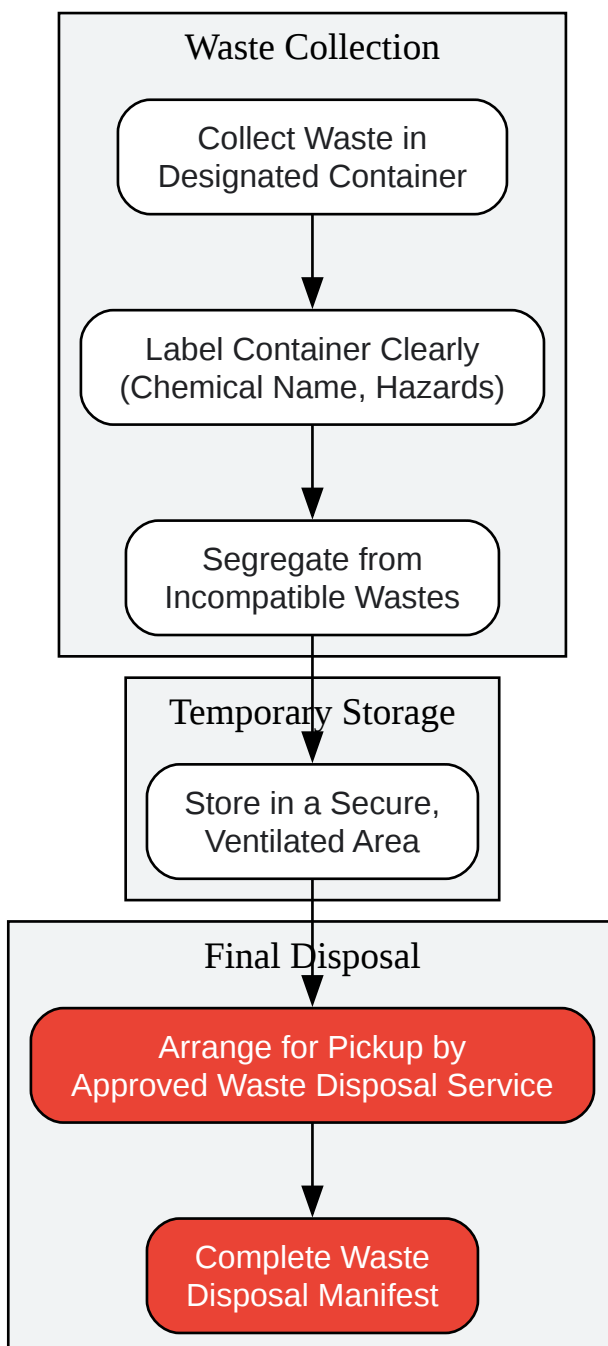 Waste Collection
Collect Waste in
Designated Container
Label Container Clearly
(Chemical Name, Hazards)
Segregate from
Incompatible Wastes
Temporary Storage
Store in a Secure,
Ventilated Area
Final Disposal
Arrange for Pickup by
Approved Waste Disposal Service
Complete Waste
Disposal Manifest